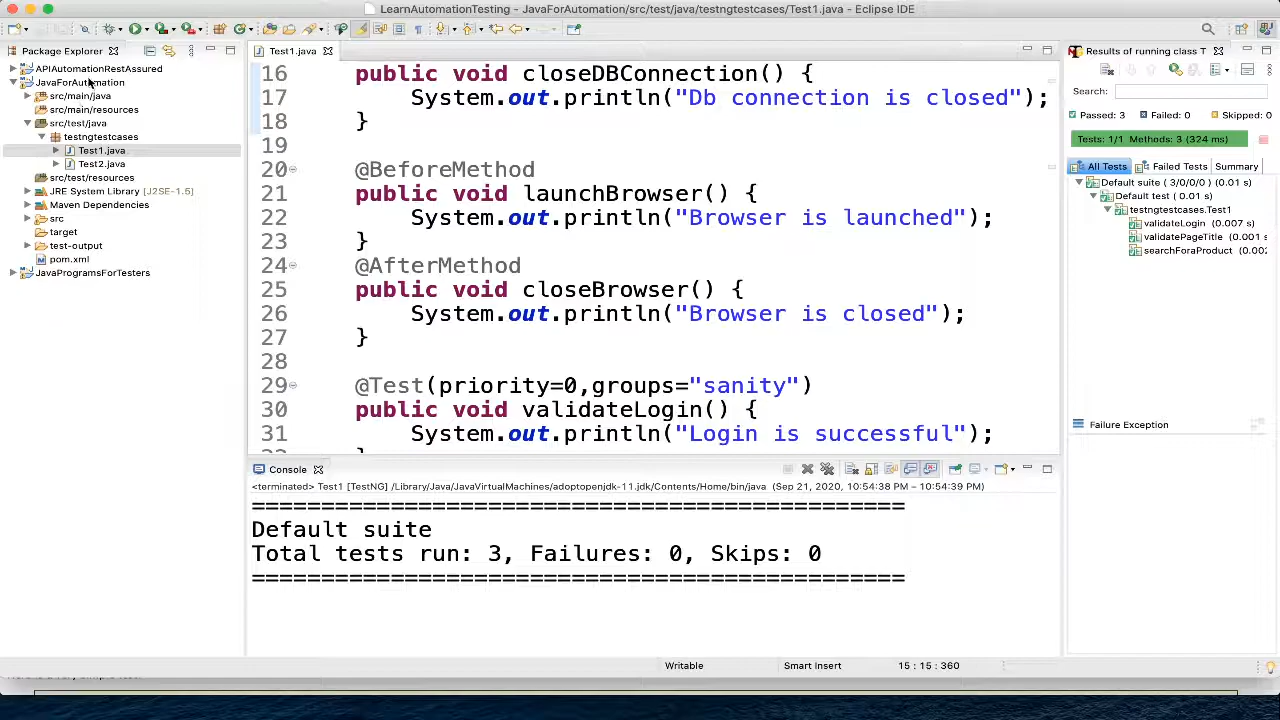 LearnAutomationTesting – JavaForAutomation/src/test/java/testngtestcases/Test1.java – Eclipse IDE
Package Explorer
APIAutomationRestAssured
JavaForAutomation
src/main/java
src/main/resources
src/test/java
testngtestcases
Test1.java
Test2.java
src/test/resources
JRE System Library [J2SE-1.5]
Maven Dependencies
src
target
test-output
pom.xml
JavaProgramsForTesters
Test1.java
16 public void closeDBConnection() {
17 System.out.println("Db connection is closed");
18 }
19
20 @BeforeMethod
21 public void launchBrowser() {
22 System.out.println("Browser is launched");
23 }
24 @AfterMethod
25 public void closeBrowser() {
26 System.out.println("Browser is closed");
27 }
28
29 @Test(priority=0,groups="sanity")
30 public void validateLogin() {
31 System.out.println("Login is successful");
Console
<terminated> Test1 [TestNG] /Library/Java/JavaVirtualMachines/adoptopenjdk-11.jdk/Contents/Home/bin/java (Sep 21, 2020, 10:54:38 PM – 10:54:39 PM)
===============================================
Default suite
Total tests run: 3, Failures: 0, Skips: 0
===============================================
Results of running class T
Search:
Passed: 3 Failed: 0 Skipped: 0
Tests: 1/1 Methods: 3 (324 ms)
All Tests Failed Tests Summary
Default suite ( 3/0/0/0 ) (0.01 s)
Default test ( 0.01 s)
testngtestcases.Test1
validateLogin (0.007 s)
validatePageTitle (0.001 s
searchForaProduct (0.002
Failure Exception
Writable Smart Insert 15 : 15 : 360